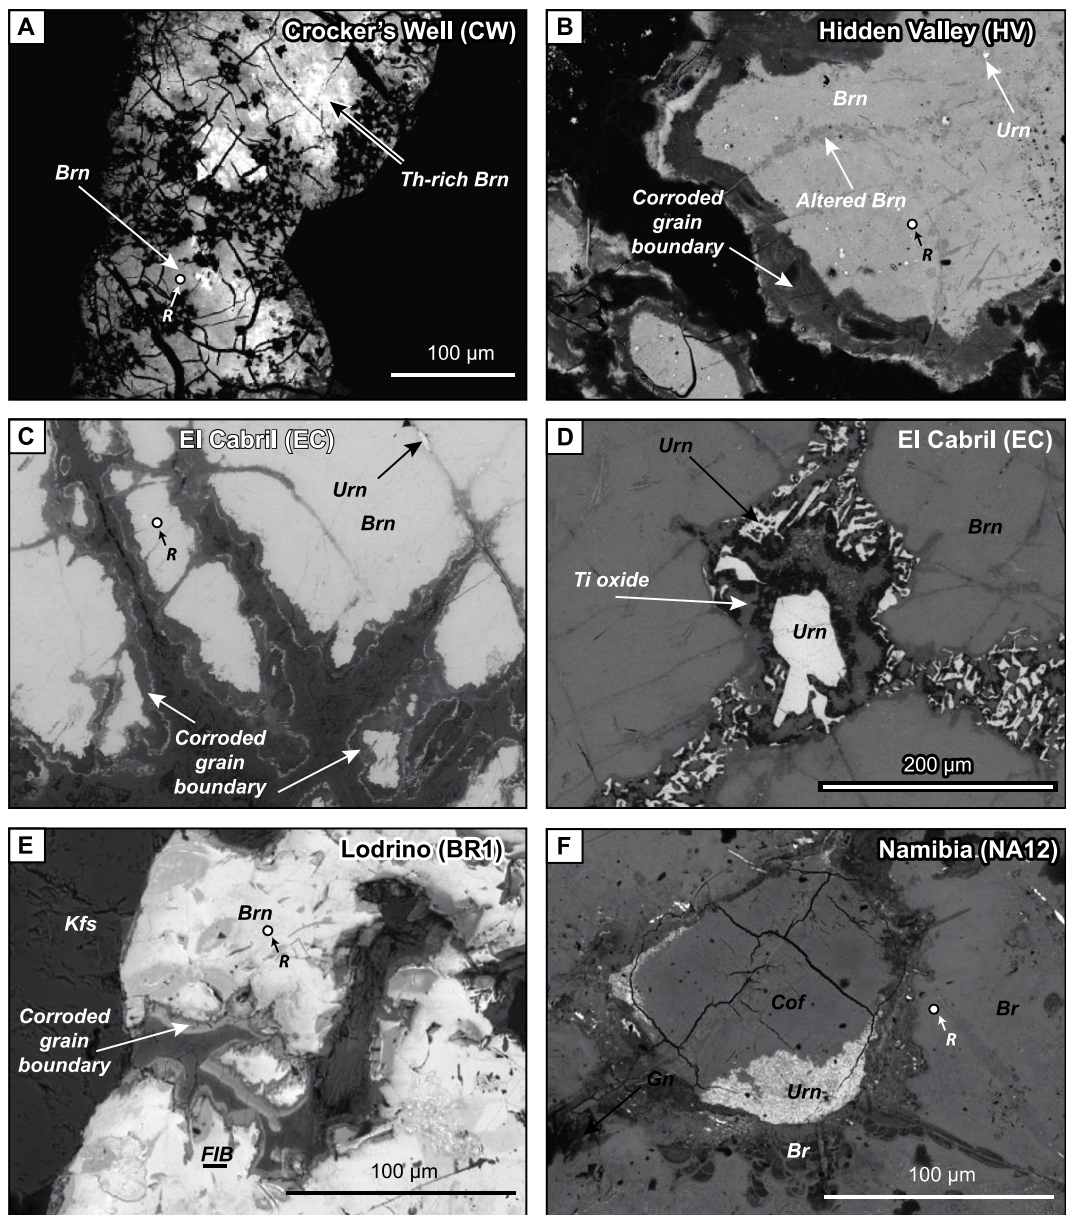 A
Crocker's Well (CW)
Brn
Th-rich Brn
R
100 µm
B
Hidden Valley (HV)
Brn
Urn
Corroded
grain
boundary
Altered Brn
R
C
El Cabril (EC)
Urn
Brn
R
Corroded
grain
boundary
D
El Cabril (EC)
Urn
Brn
Ti oxide
Urn
200 µm
E
Lodrino (BR1)
Kfs
Brn
R
Corroded
grain
boundary
FIB
100 µm
F
Namibia (NA12)
Cof
Br
R
Gn
Urn
Br
100 µm